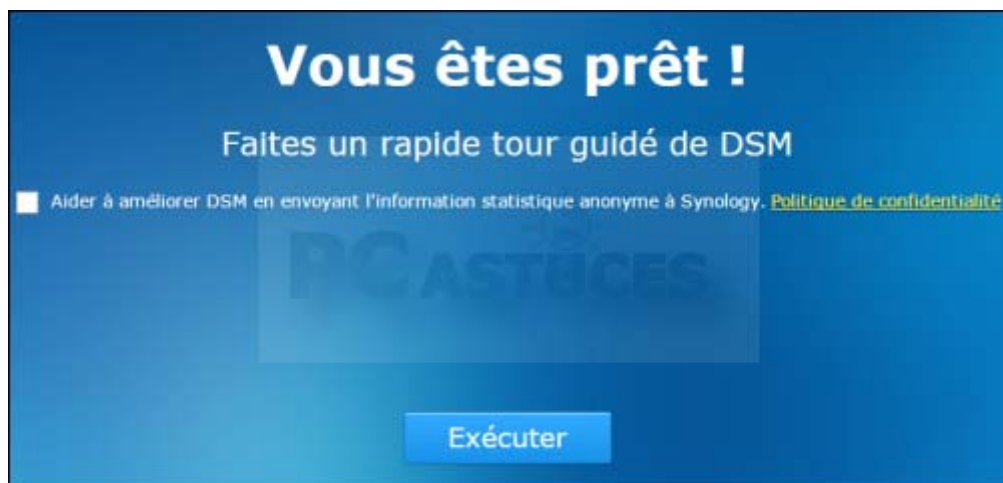 Vous êtes prêt !
Faites un rapide tour guidé de DSM
Aider à améliorer DSM en envoyant l'information statistique anonyme à Synology. Politique de confidentialité
PC ASTUCES
Exécuter